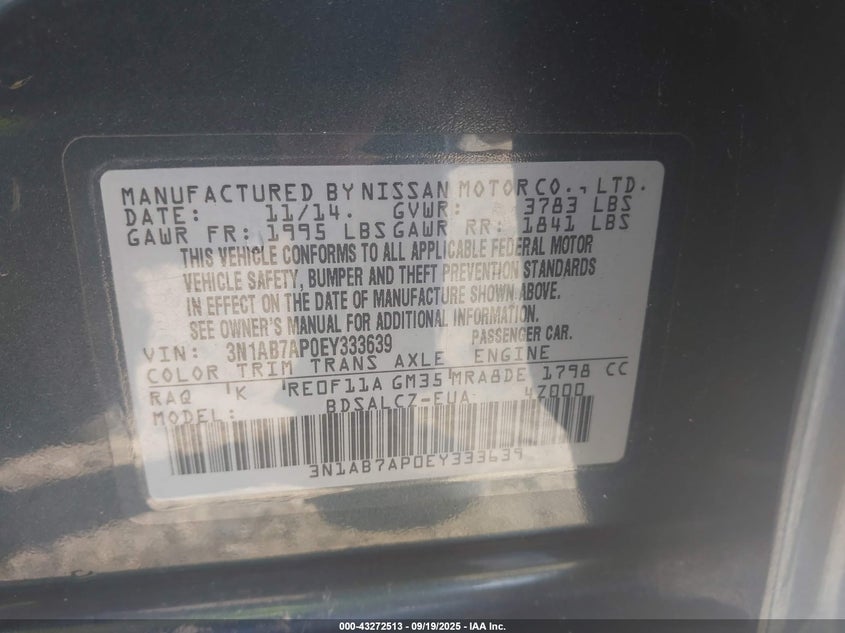 MANUFACTURED BY NISSAN MOTOR CO., LTD.
DATE: 11/14. GVWR: 3783 LBS
GAWR FR: 1995 LBS GAWR RR: 1841 LBS
THIS VEHICLE CONFORMS TO ALL APPLICABLE FEDERAL MOTOR
VEHICLE SAFETY, BUMPER AND THEFT PREVENTION STANDARDS
IN EFFECT ON THE DATE OF MANUFACTURE SHOWN ABOVE.
SEE OWNER'S MANUAL FOR ADDITIONAL INFORMATION.
VIN: 3N1AB7AP0EY333639 PASSENGER CAR.
COLOR TRIM TRANS AXLE ENGINE
RAQ 'K 'RE0F11A GM35 'MRA8DE 1798 CC
MODEL: BDSALCZ-EUA 4Z000
3N1AB7AP0EY333639
000-43272513 - 09/19/2025 - IAA Inc.